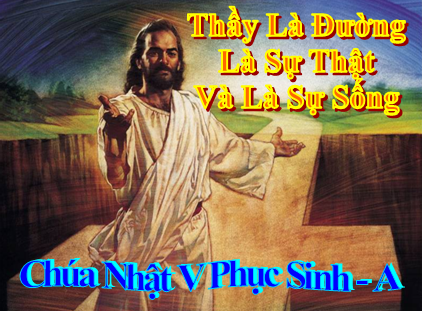 Thầy Là Đường
Là Sự Thật
Và Là Sự Sống
Chúa Nhật V Phục Sinh - A